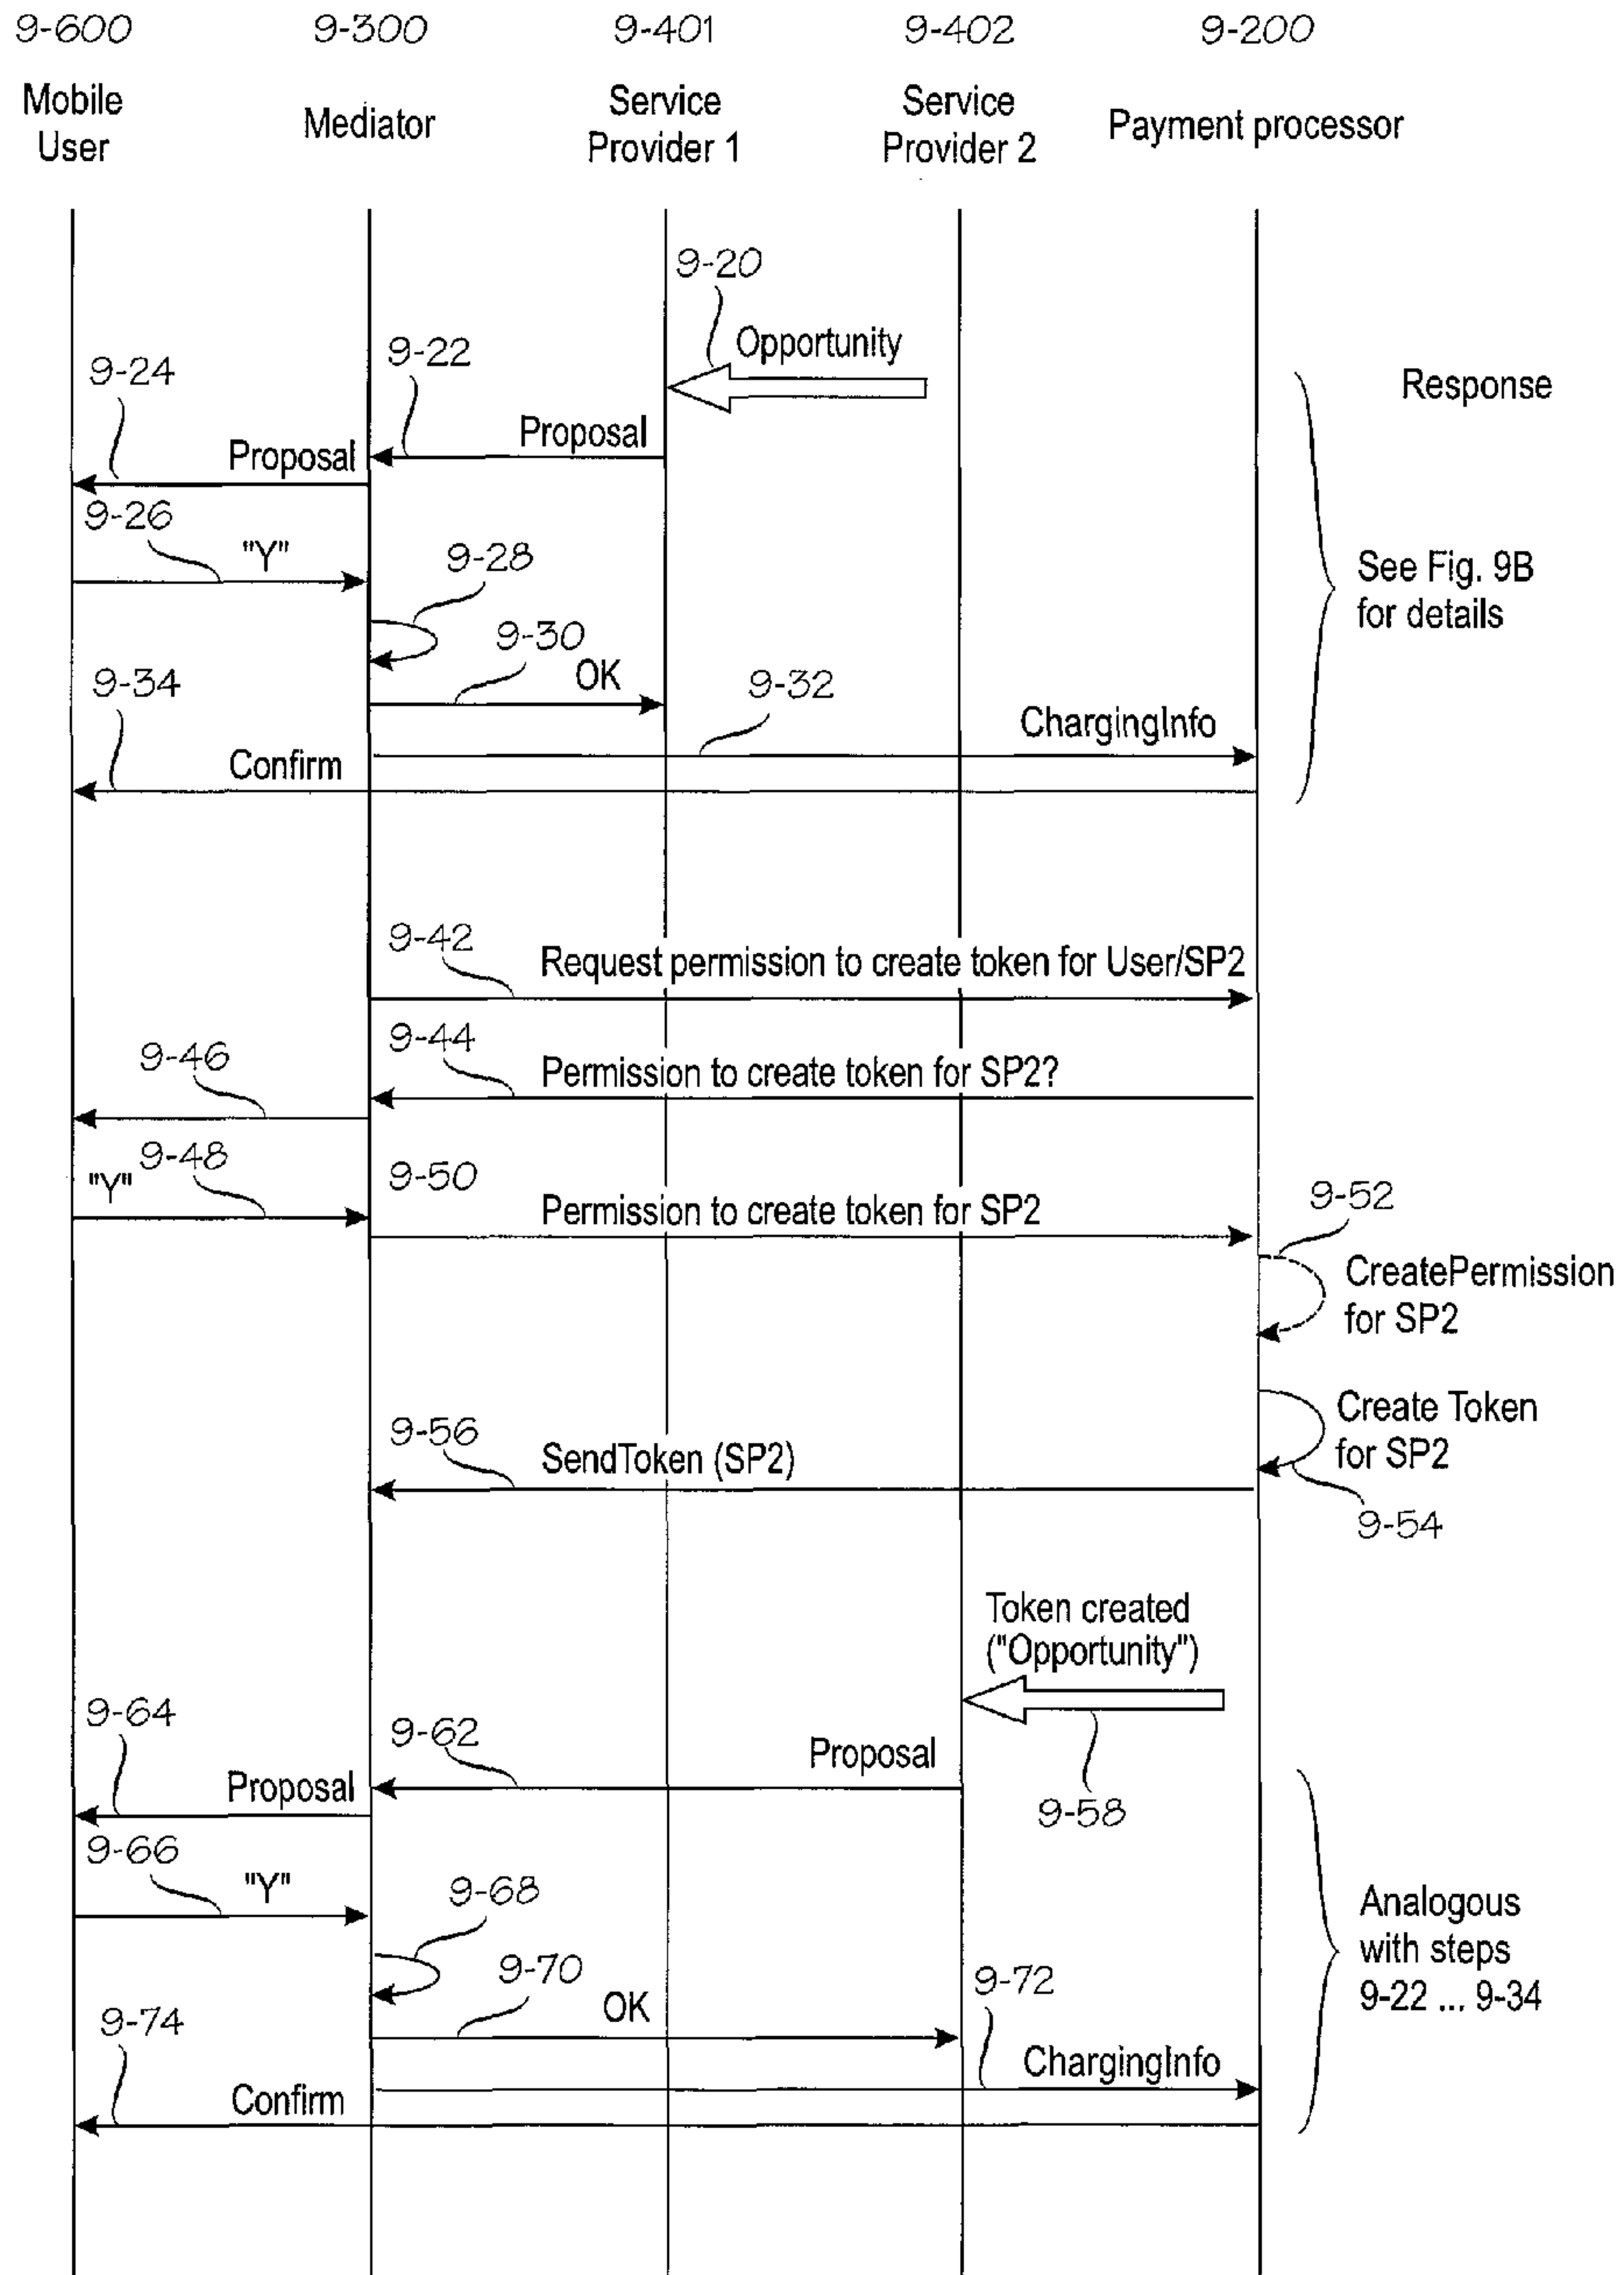 9-600 9-300 9-401 9-402 9-200
Mobile
User
Mediator
Service
Provider 1
Service
Provider 2
Payment processor
9-20
Opportunity
9-22
9-24
Response
Proposal
Proposal
9-26
"Y"
9-28
See Fig. 9B
for details
9-30
OK
9-34
9-32
ChargingInfo
Confirm
9-42
Request permission to create token for User/SP2
9-44
9-46
Permission to create token for SP2?
9-48
"Y"
9-50
Permission to create token for SP2
9-52
CreatePermission
for SP2
Create Token
for SP2
9-56
SendToken (SP2)
9-54
Token created
("Opportunity")
9-64
9-62
Proposal
Proposal
9-58
9-66
"Y"
9-68
Analogous
with steps
9-22 ... 9-34
9-70
OK
9-72
9-74
ChargingInfo
Confirm